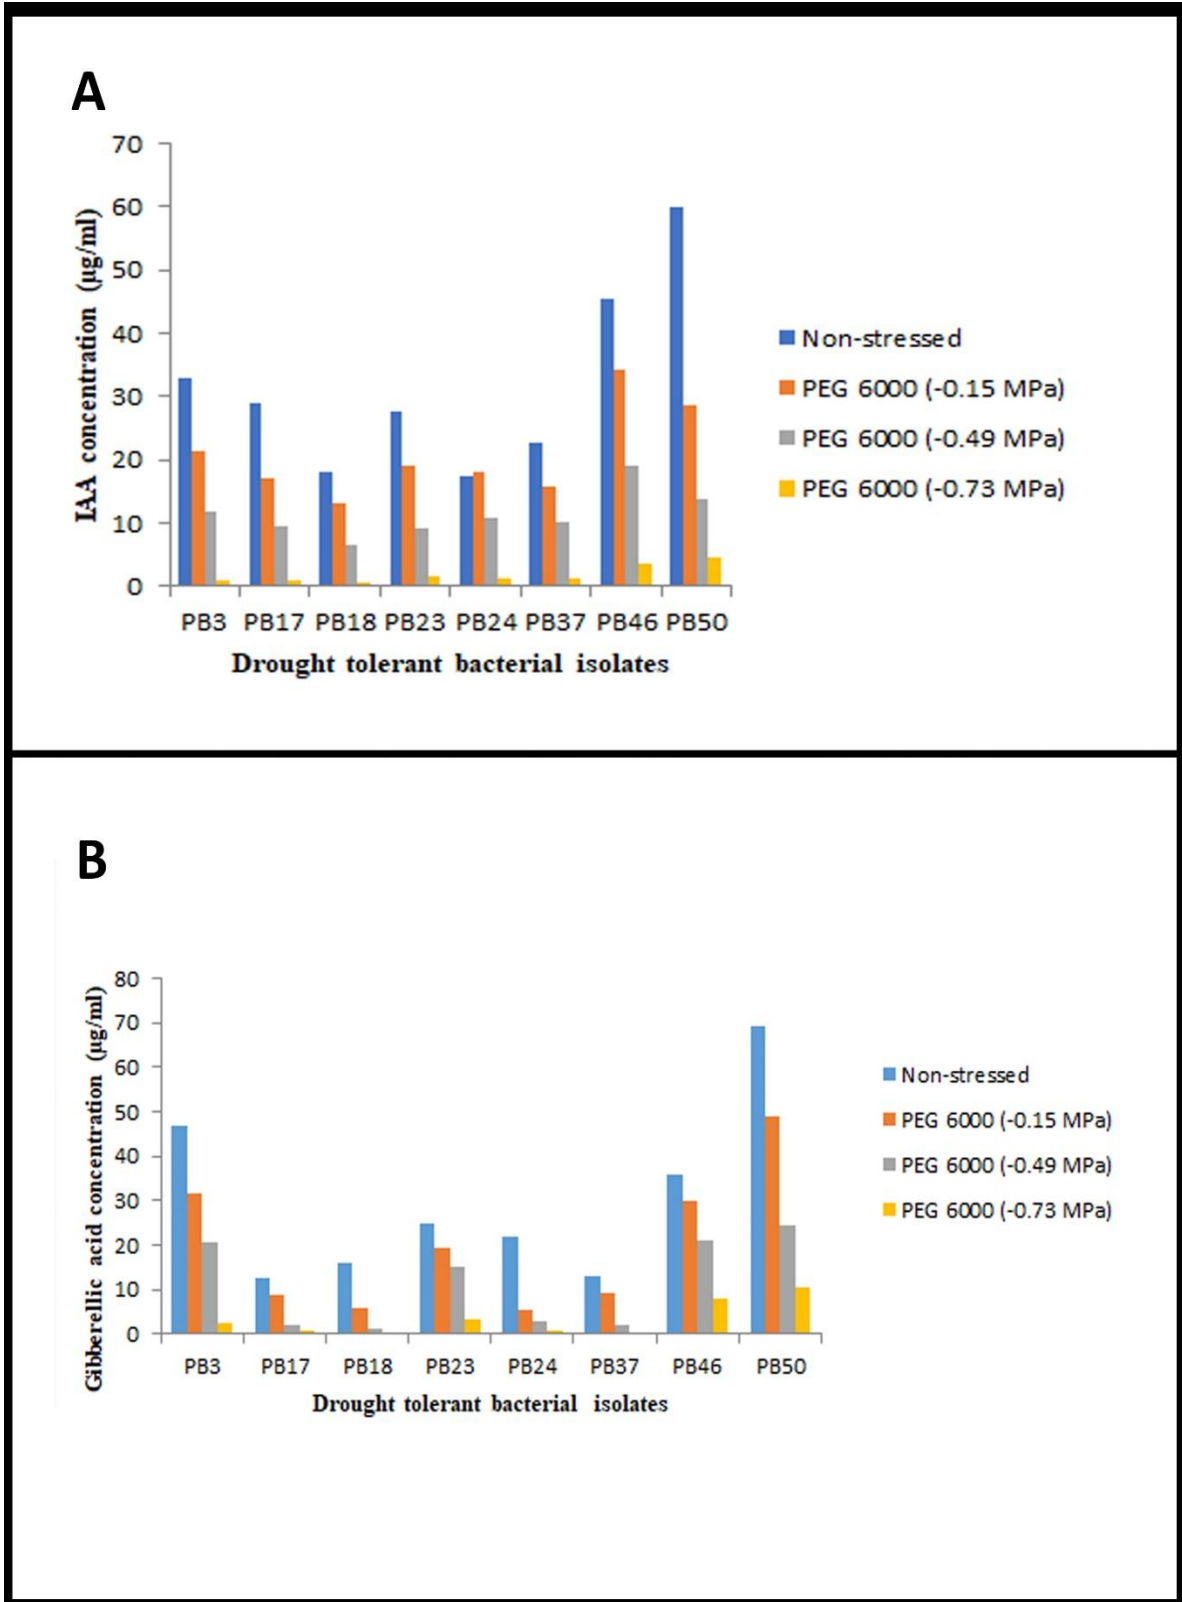 A
70
60
50
40
30
20
10
0
IAA concentration (µg/ml)
PB3 PB17 PB18 PB23 PB24 PB37 PB46 PB50
Drought tolerant bacterial isolates
Non-stressed
PEG 6000 (-0.15 MPa)
PEG 6000 (-0.49 MPa)
PEG 6000 (-0.73 MPa)
B
80
70
60
50
40
30
20
10
0
Gibberellic acid concentration (µg/ml)
PB3 PB17 PB18 PB23 PB24 PB37 PB46 PB50
Drought tolerant bacterial isolates
Non-stressed
PEG 6000 (-0.15 MPa)
PEG 6000 (-0.49 MPa)
PEG 6000 (-0.73 MPa)